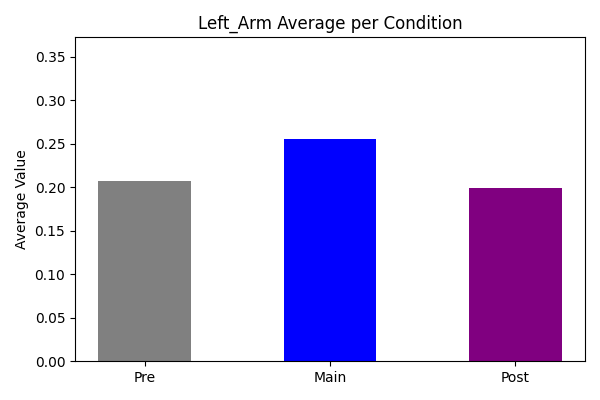 Left_Arm Average per Condition
Average Value
0.35
0.30
0.25
0.20
0.15
0.10
0.05
0.00
Pre
Main
Post